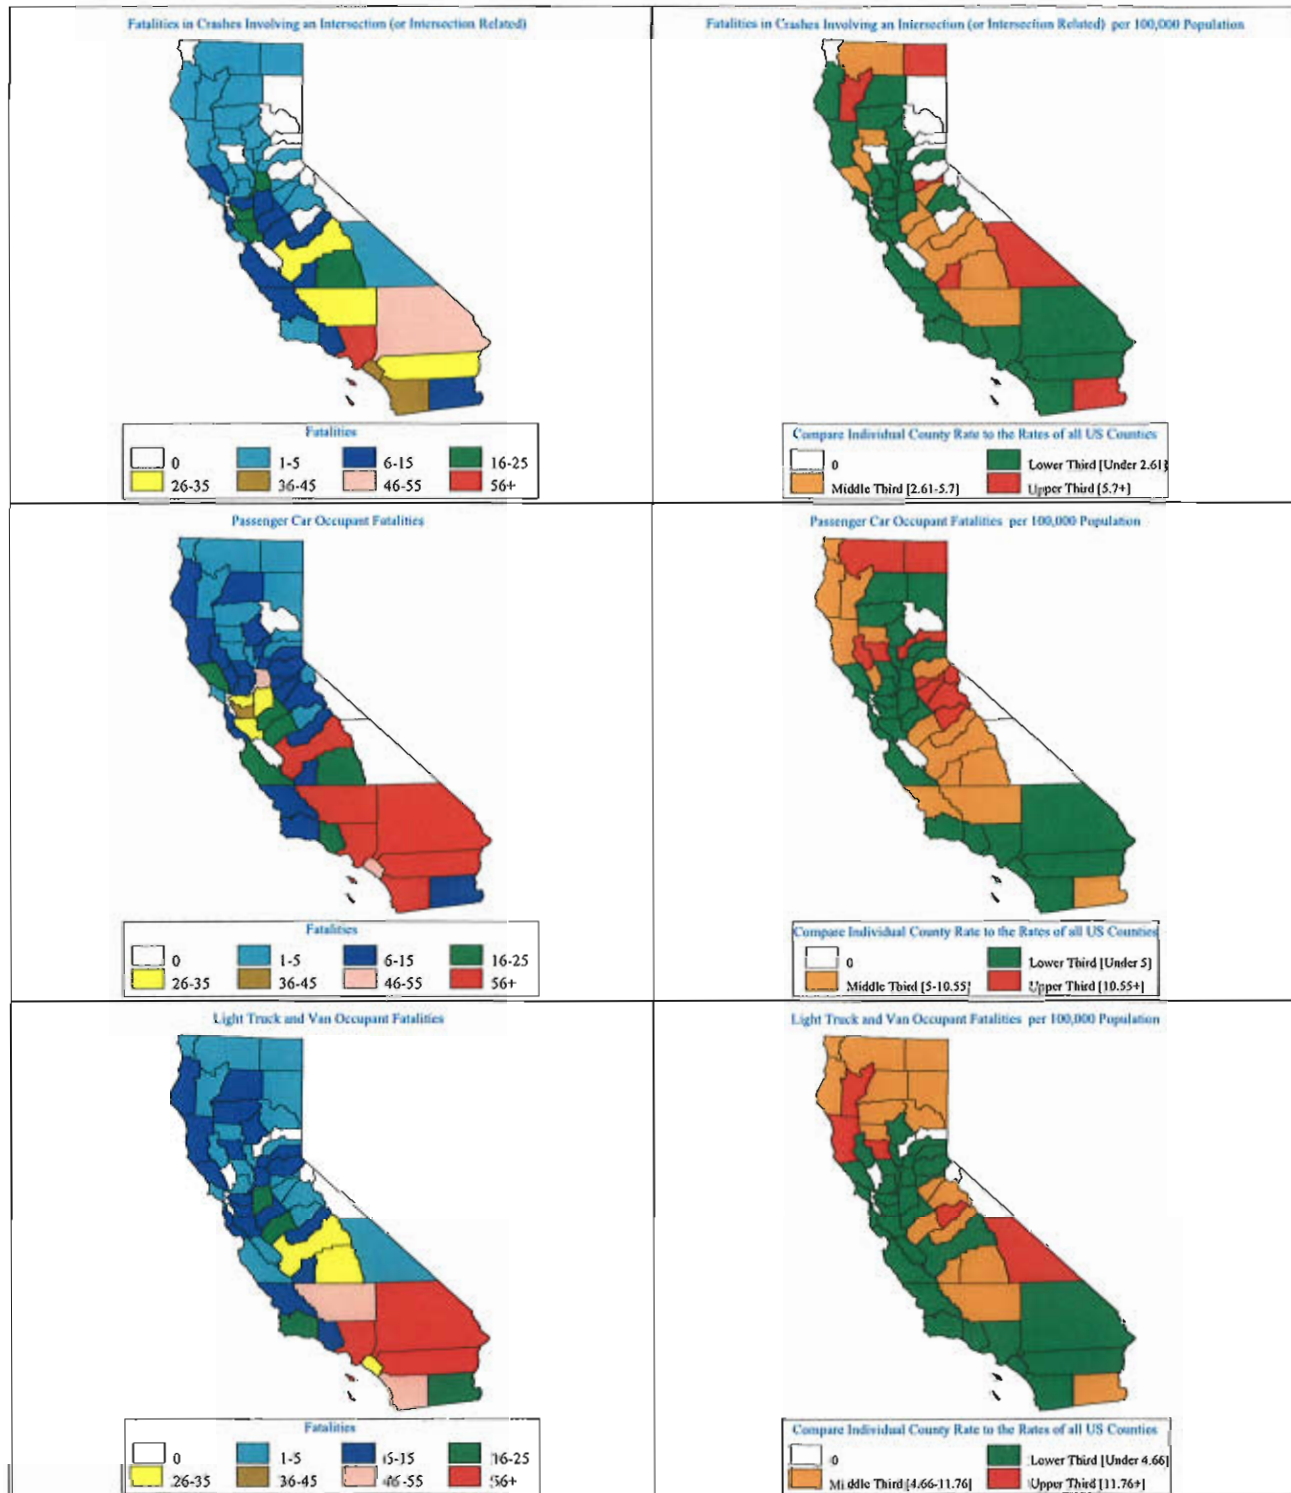 Fatalities in Crashes Involving an Intersection (or Intersection Related)
Fatalities in Crashes Involving an Intersection (or Intersection Related) per 100,000 Population
Fatalities
0
1-5
6-15
16-25
26-35
36-45
46-55
56+
Compare Individual County Rate to the Rates of all US Counties
0
Lower Third [Under 2.61]
Middle Third [2.61-5.7]
Upper Third [5.7+]
Passenger Car Occupant Fatalities
Passenger Car Occupant Fatalities per 100,000 Population
Fatalities
0
1-5
6-15
16-25
26-35
36-45
46-55
56+
Compare Individual County Rate to the Rates of all US Counties
0
Lower Third [Under 5]
Middle Third [5-10.55]
Upper Third [10.55+]
Light Truck and Van Occupant Fatalities
Light Truck and Van Occupant Fatalities per 100,000 Population
Fatalities
0
1-5
6-15
16-25
26-35
36-45
46-55
56+
Compare Individual County Rate to the Rates of all US Counties
0
Lower Third [Under 4.66]
Middle Third [4.66-11.76]
Upper Third [11.76+]